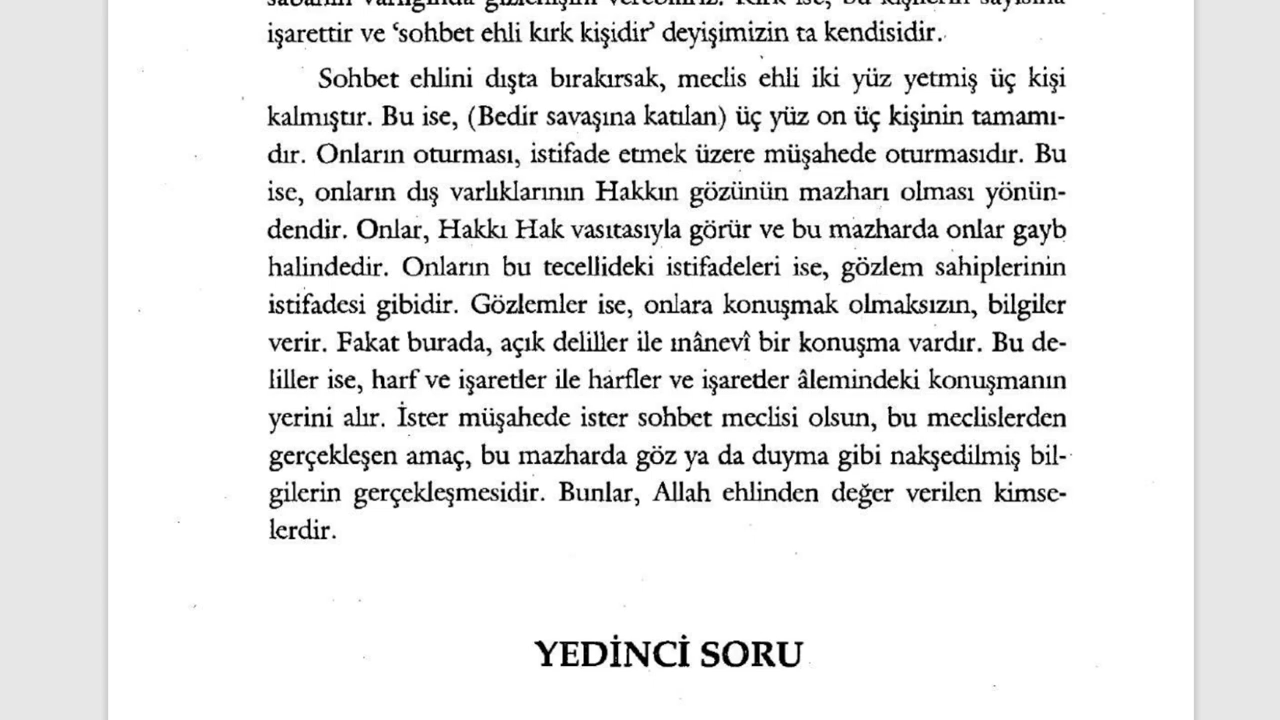 işarettir ve ‘sohbet ehli kırk kişidir’ deyişimizin ta kendisidir.
Sohbet ehlini dışta bırakırsak, meclis ehli iki yüz yetmiş üç kişi
kalmıştır. Bu ise, (Bedir savaşına katılan) üç yüz on üç kişinin tamamı-
dır. Onların oturması, istifade etmek üzere müşahede oturmasıdır. Bu
ise, onların dış varlıklarının Hakkın gözünün mazharı olması yönün-
dendir. Onlar, Hakkı Hak vasıtasıyla görür ve bu mazharda onlar gayb
halindedir. Onların bu tecellideki istifadeleri ise, gözlem sahiplerinin
istifadesi gibidir. Gözlemler ise, onlara konuşmak olmaksızın, bilgiler
verir. Fakat burada, açık deliller ile mânevî bir konuşma vardır. Bu de-
liller ise, harf ve işaretler ile harfler ve işaretler âlemindeki konuşmanın
yerini alır. İster müşahede ister sohbet meclisi olsun, bu meclislerden
gerçekleşen amaç, bu mazharda göz ya da duyma gibi nakşedilmiş bil-
gilerin gerçekleşmesidir. Bunlar, Allah ehlinden değer verilen kimse-
lerdir.
YEDİNCİ SORU